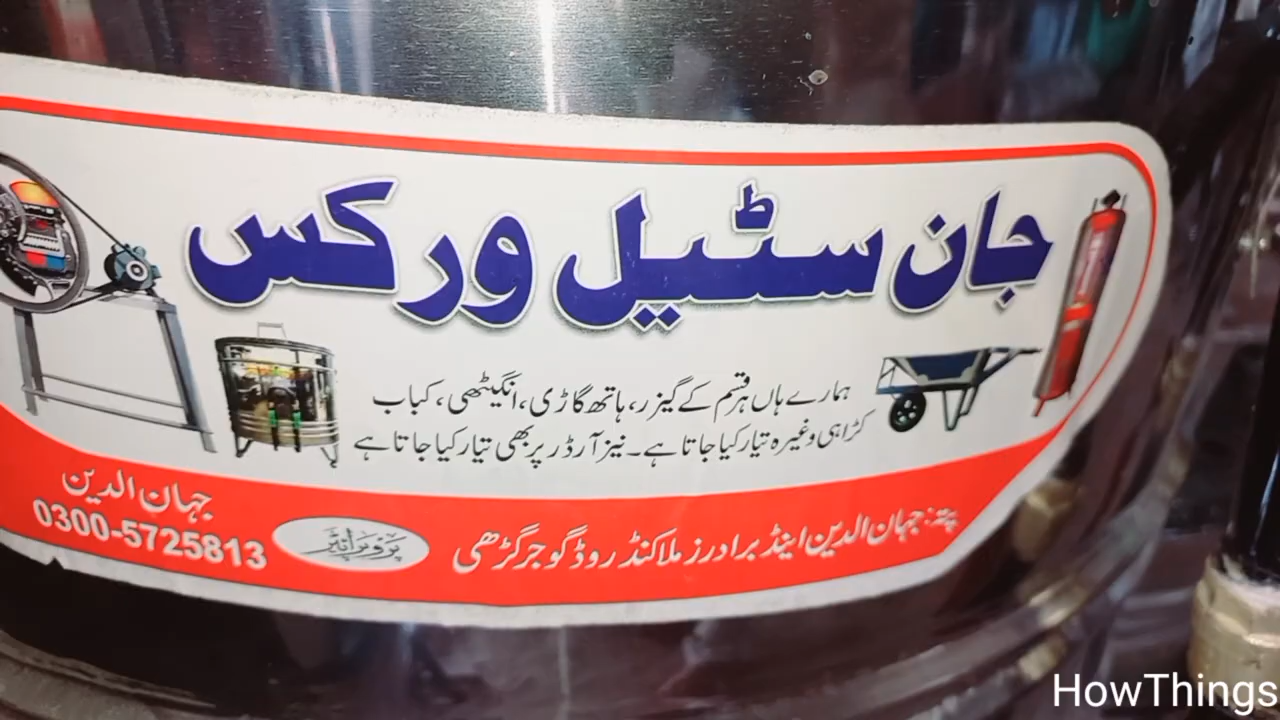 جان سٹیل ورکس
ہمارے ہاں ہر قسم کے گیزر، ہاتھ گاڑی، انگیٹھی، کباب
کڑاہی وغیرہ تیار کیا جاتا ہے۔ نیز آرڈر پر بھی تیار کیا جاتا ہے
پتہ: جہان الدین اینڈ برادرز ملاکنڈ روڈ گوجر گڑھی
پروپرائیٹر
جہان الدین
0300-5725813
HowThings